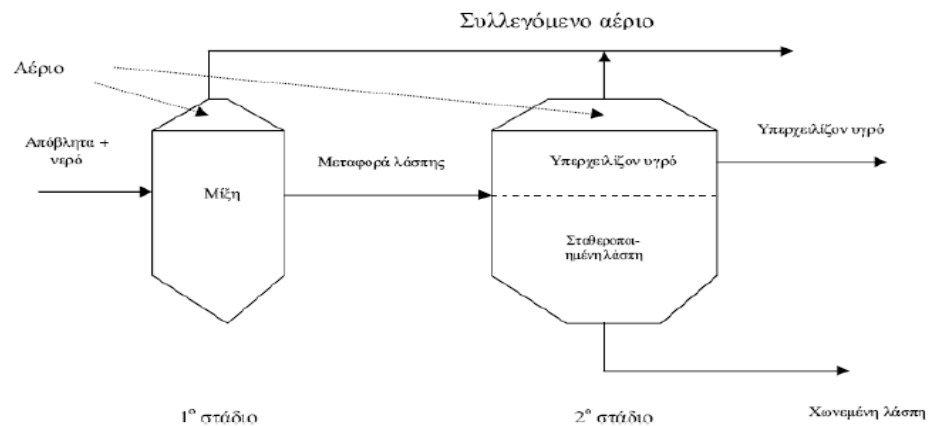 Συλλεγόμενο αέριο
Αέριο
Απόβλητα +
νερό
Μεταφορά λάσπης
Μίξη
Υπερχειλίζον υγρό
Υπερχειλίζον υγρό
Σταθεροποι-
ημένη λάσπη
1ο στάδιο
2ο στάδιο
Χωνεμένη λάσπη